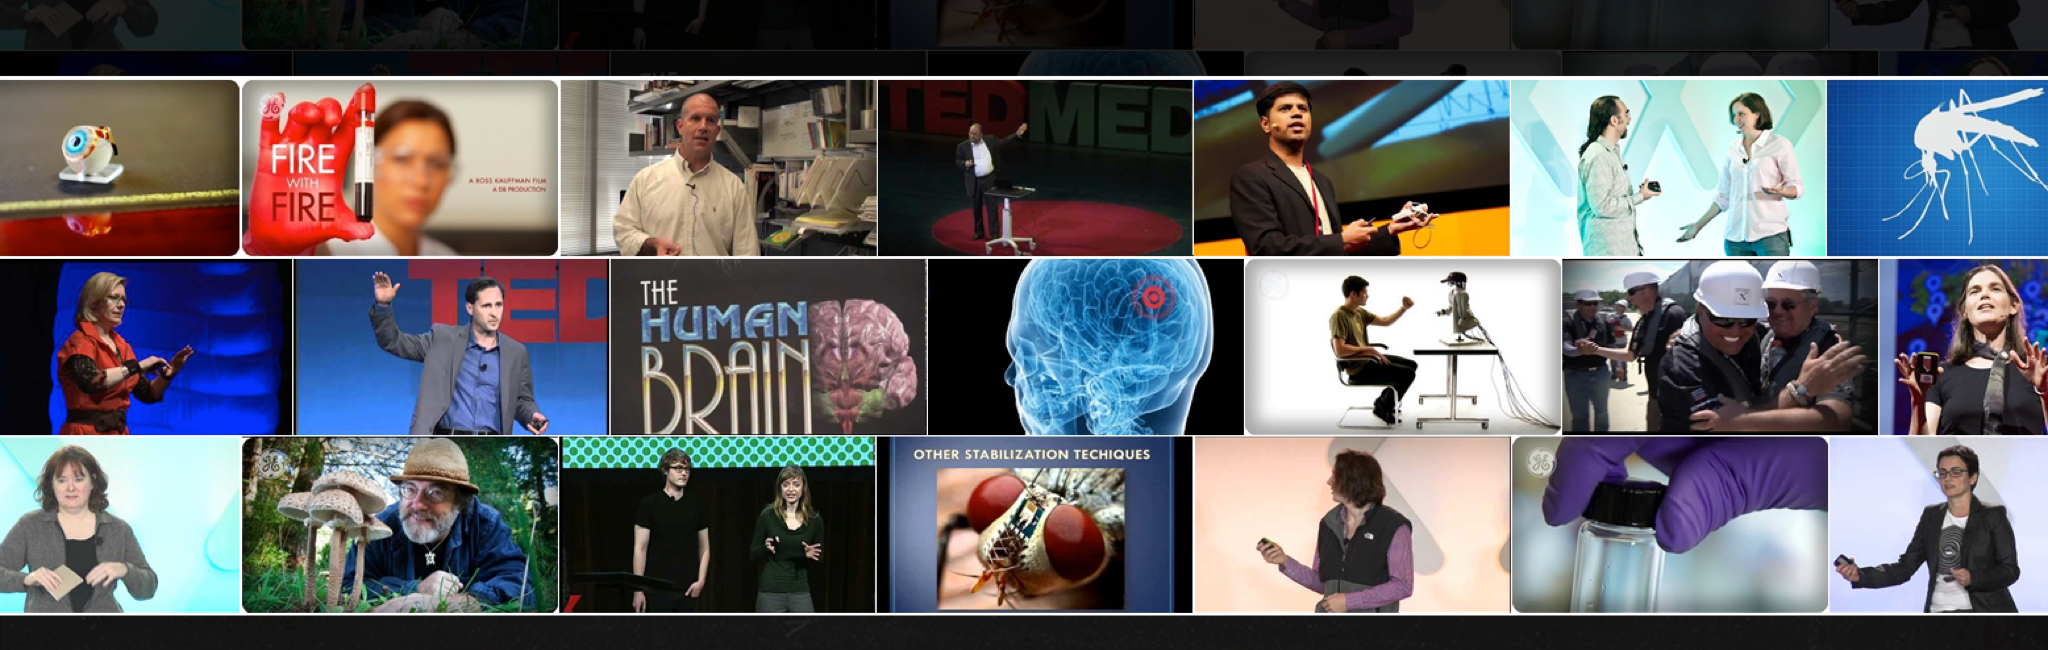 FIRE
WITH
FIRE
A ROSS KAUFFMAN FILM
A DB PRODUCTION
TEDMED
TED
THE
HUMAN
BRAIN
OTHER STABILIZATION TECHIQUES